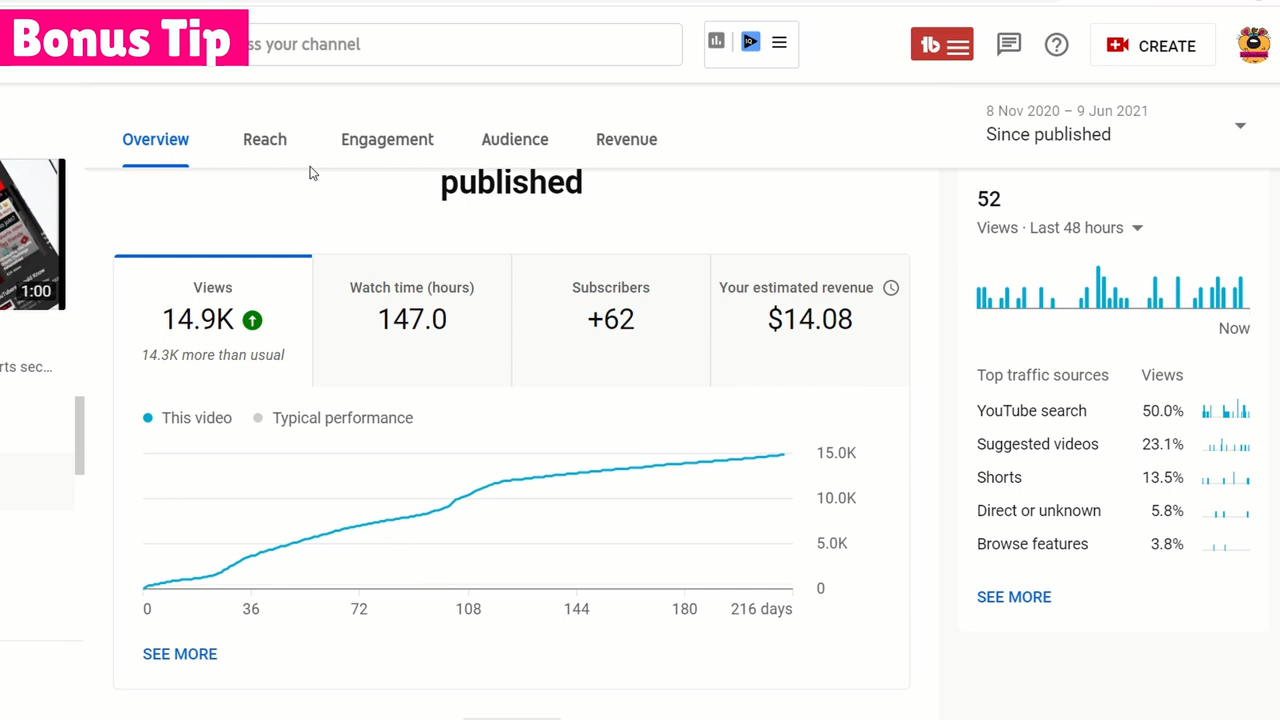 Bonus Tip
ss your channel
CREATE
Overview
Reach
Engagement
Audience
Revenue
8 Nov 2020 – 9 Jun 2021
Since published
published
1:00
rts sec...
Views
14.9K
14.3K more than usual
Watch time (hours)
147.0
Subscribers
+62
Your estimated revenue
$14.08
This video
Typical performance
15.0K
10.0K
5.0K
0
0 36 72 108 144 180 216 days
SEE MORE
52
Views · Last 48 hours
Now
Top traffic sources Views
YouTube search 50.0%
Suggested videos 23.1%
Shorts 13.5%
Direct or unknown 5.8%
Browse features 3.8%
SEE MORE